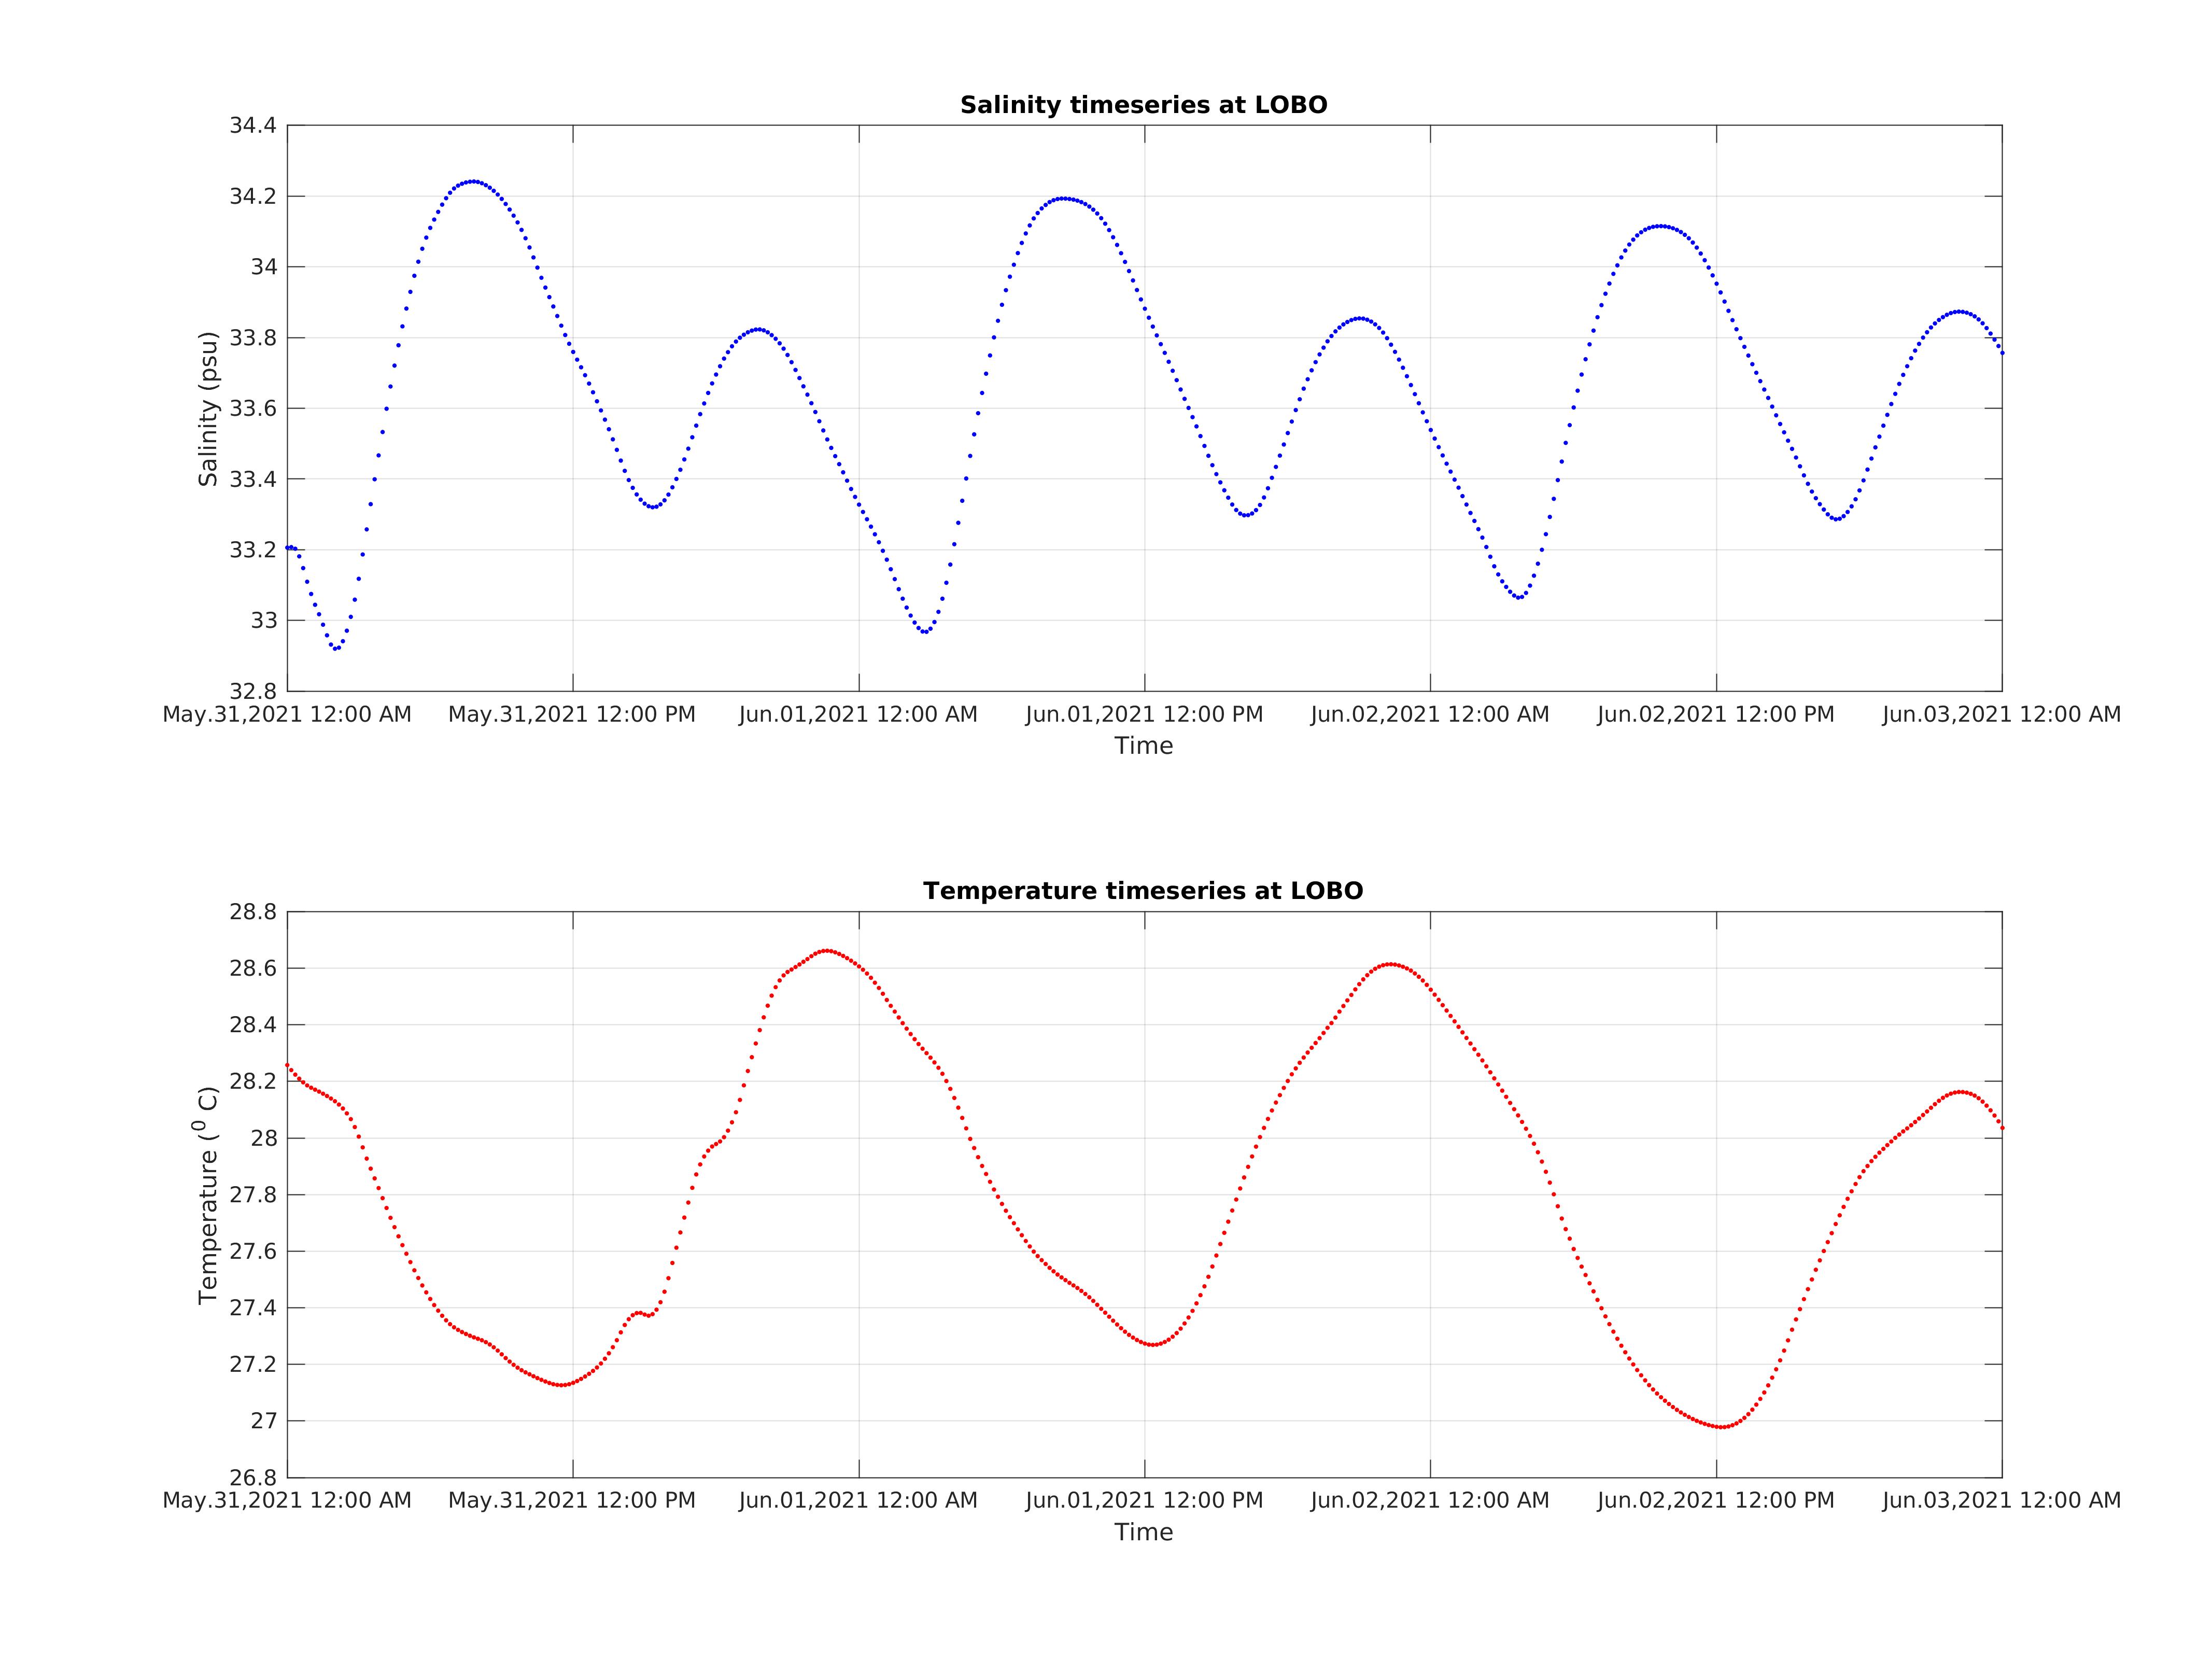 Salinity timeseries at LOBO
34.4
34.2
34
33.8
33.6
33.4
33.2
33
32.8
Salinity (psu)
May.31,2021 12:00 AM May.31,2021 12:00 PM Jun.01,2021 12:00 AM Jun.01,2021 12:00 PM Jun.02,2021 12:00 AM Jun.02,2021 12:00 PM Jun.03,2021 12:00 AM
Time
Temperature timeseries at LOBO
28.8
28.6
28.4
28.2
28
27.8
27.6
27.4
27.2
27
26.8
Temperature (⁰ C)
May.31,2021 12:00 AM May.31,2021 12:00 PM Jun.01,2021 12:00 AM Jun.01,2021 12:00 PM Jun.02,2021 12:00 AM Jun.02,2021 12:00 PM Jun.03,2021 12:00 AM
Time